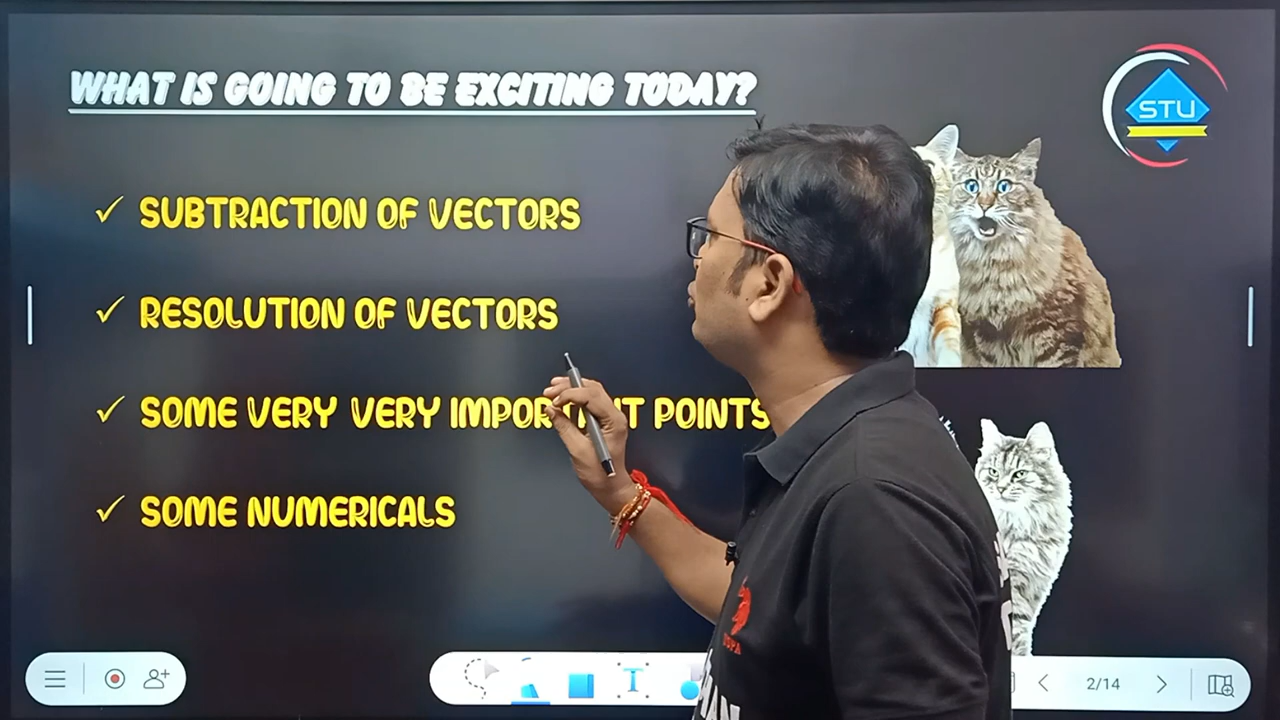 WHAT IS GOING TO BE EXCITING TODAY?
STU
✓ SUBTRACTION OF VECTORS
✓ RESOLUTION OF VECTORS
✓ SOME VERY VERY IMPORTANT POINTS
✓ SOME NUMERICALS
T
2/14